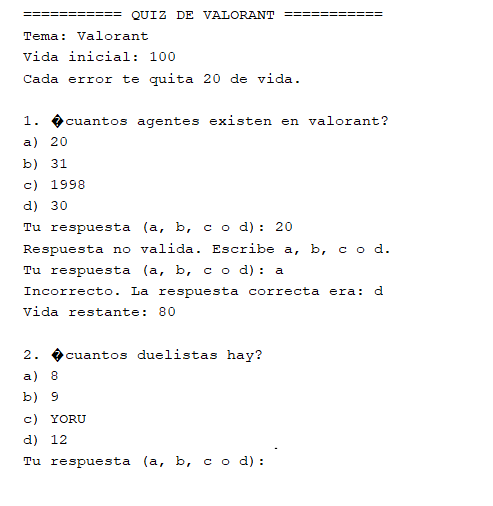 =========== QUIZ DE VALORANT ===========
Tema: Valorant
Vida inicial: 100
Cada error te quita 20 de vida.
1. �cuantos agentes existen en valorant?
a) 20
b) 31
c) 1998
d) 30
Tu respuesta (a, b, c o d): 20
Respuesta no valida. Escribe a, b, c o d.
Tu respuesta (a, b, c o d): a
Incorrecto. La respuesta correcta era: d
Vida restante: 80
2. �cuantos duelistas hay?
a) 8
b) 9
c) YORU
d) 12
Tu respuesta (a, b, c o d):